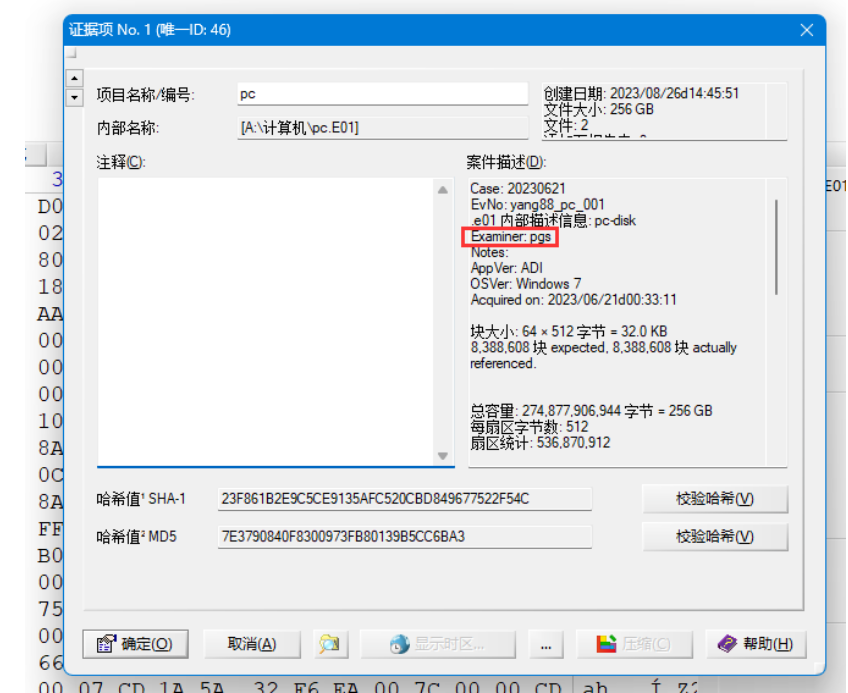 证据项 No. 1 (唯一ID: 46)
项目名称/编号: pc
创建日期: 2023/08/26d14:45:51
文件大小: 256 GB
文件: 2
内部名称: [A:\计算机\pc.E01]
注释(C):
案件描述(D):
Case: 20230621
EvNo: yang88_pc_001
.e01 内部描述信息: pc-disk
Examiner: pgs
Notes:
AppVer: ADI
OSVer: Windows 7
Acquired on: 2023/06/21d00:33:11
块大小: 64 × 512 字节 = 32.0 KB
8,388,608 块 expected, 8,388,608 块 actually
referenced.
总容量: 274,877,906,944 字节 = 256 GB
每扇区字节数: 512
扇区统计: 536,870,912
哈希值¹ SHA-1 23F861B2E9C5CE9135AFC520CBD849677522F54C 校验哈希(V)
哈希值² MD5 7E3790840F8300973FB80139B5CC6BA3 校验哈希(V)
确定(O) 取消(A) 显示时区... ... 压缩(C) 帮助(H)
3
D0
02
80
18
AA
00
00
00
10
8A
0C
8A
FF
B0
00
75
00
66
00 07 CD 1A 5A 32 F6 EA 00 7C 00 00 CD
E01